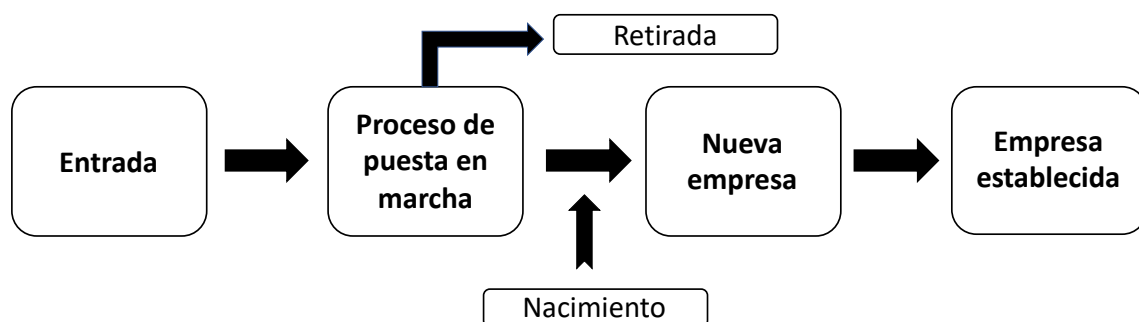 Retirada
Entrada
Proceso de
puesta en
marcha
Nueva
empresa
Empresa
establecida
Nacimiento